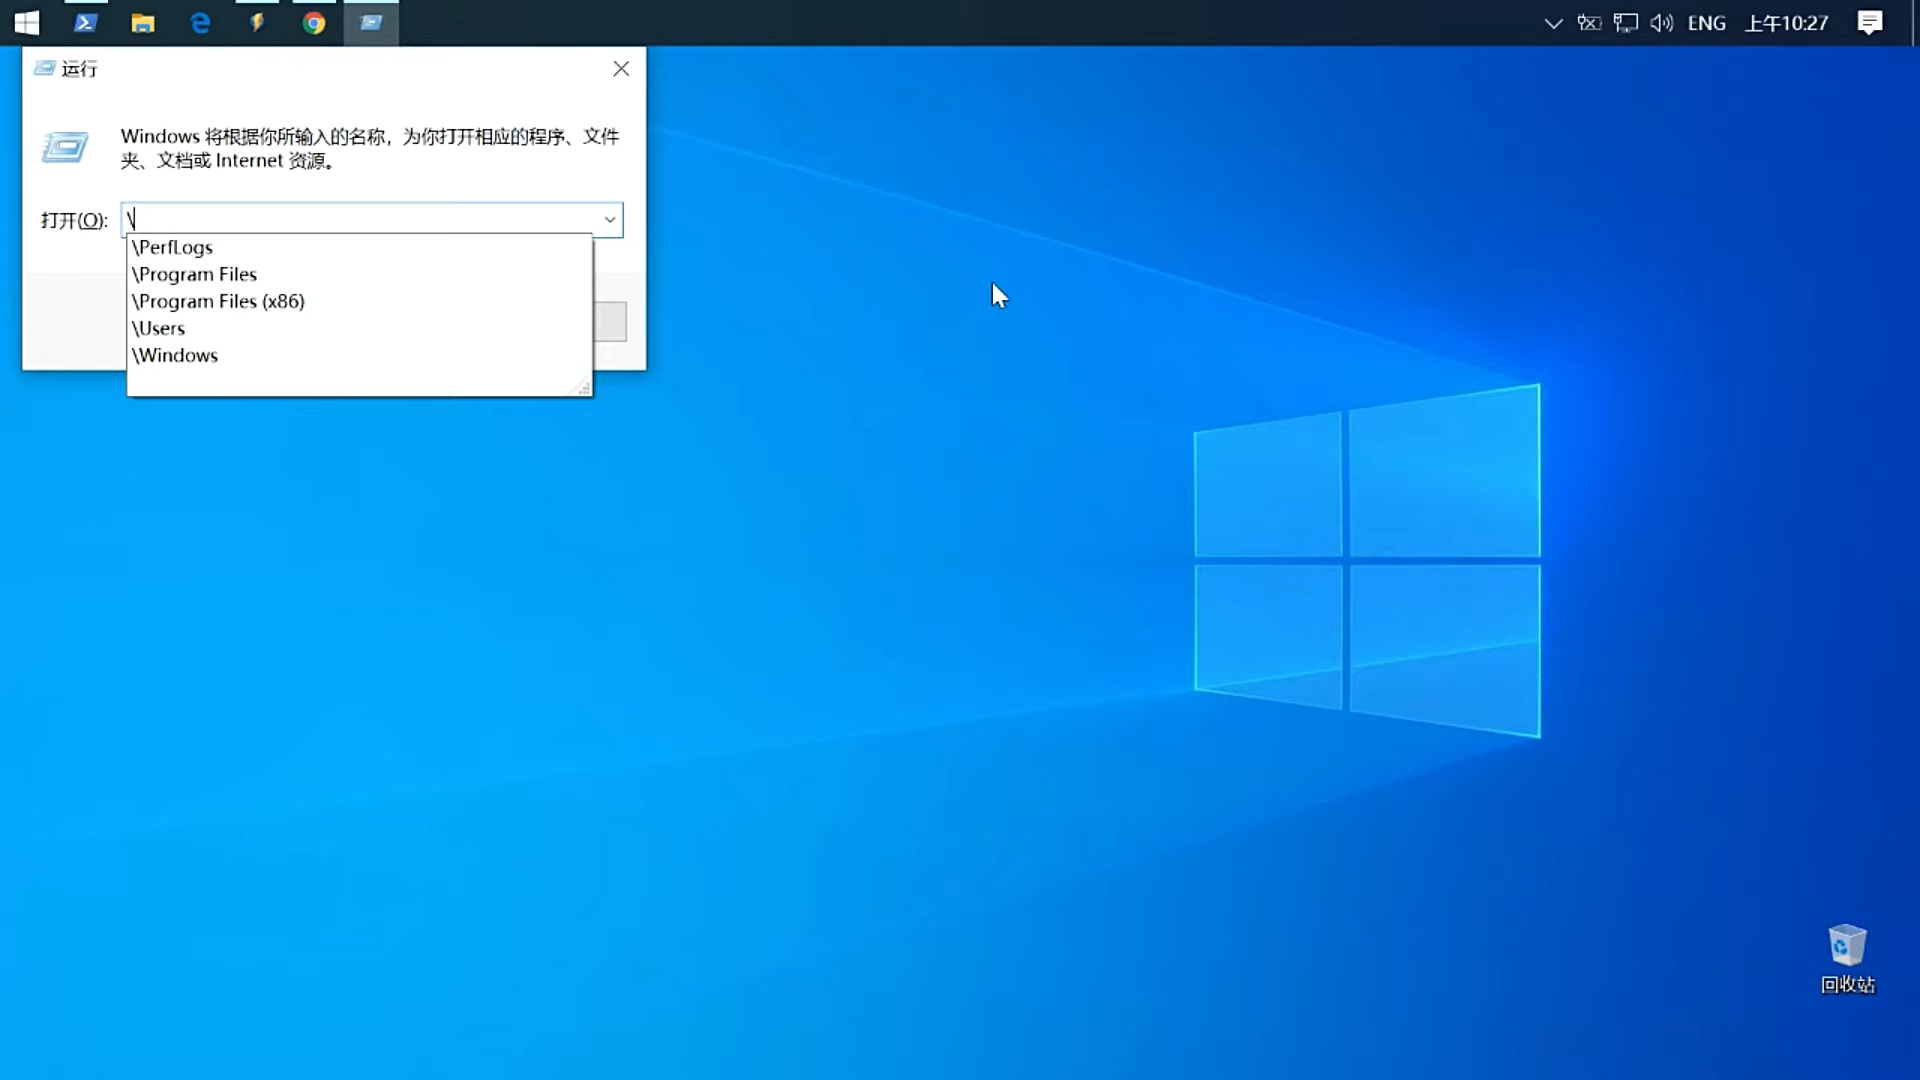 ENG 上午10:27
运行
Windows 将根据你所输入的名称，为你打开相应的程序、文件
夹、文档或 Internet 资源。
打开(O): \
\PerfLogs
\Program Files
\Program Files (x86)
\Users
\Windows
回收站